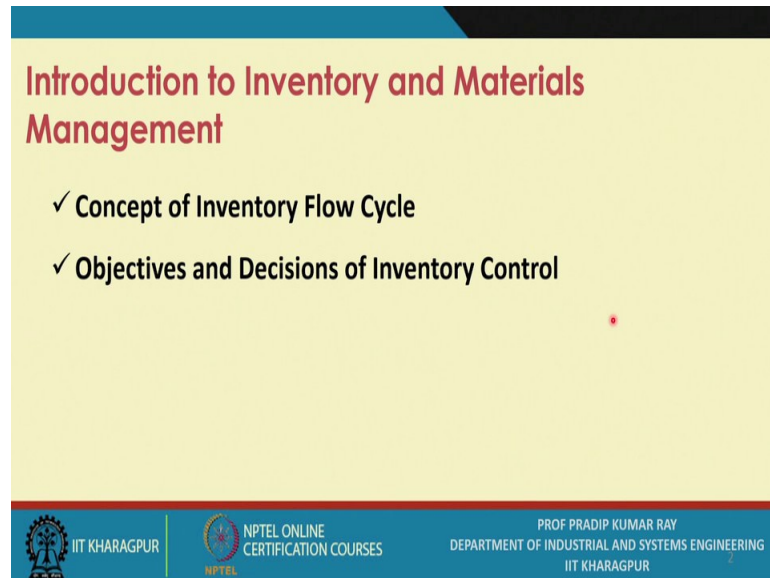 Introduction to Inventory and Materials
Management
✓ Concept of Inventory Flow Cycle
✓ Objectives and Decisions of Inventory Control
IIT KHARAGPUR
NPTEL
NPTEL ONLINE
CERTIFICATION COURSES
PROF PRADIP KUMAR RAY
DEPARTMENT OF INDUSTRIAL AND SYSTEMS ENGINEERING
IIT KHARAGPUR
2